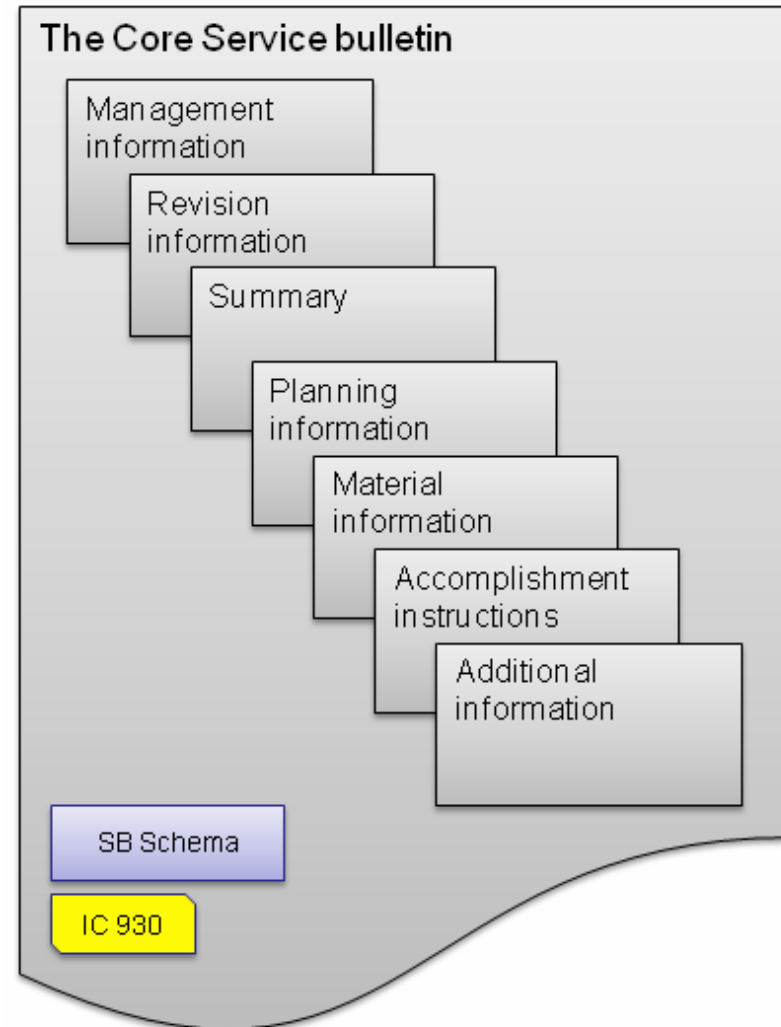 The Core Service bulletin
Management
information
Revision
information
Summary
Planning
information
Material
information
Accomplishment
instructions
Additional
information
SB Schema
IC 930